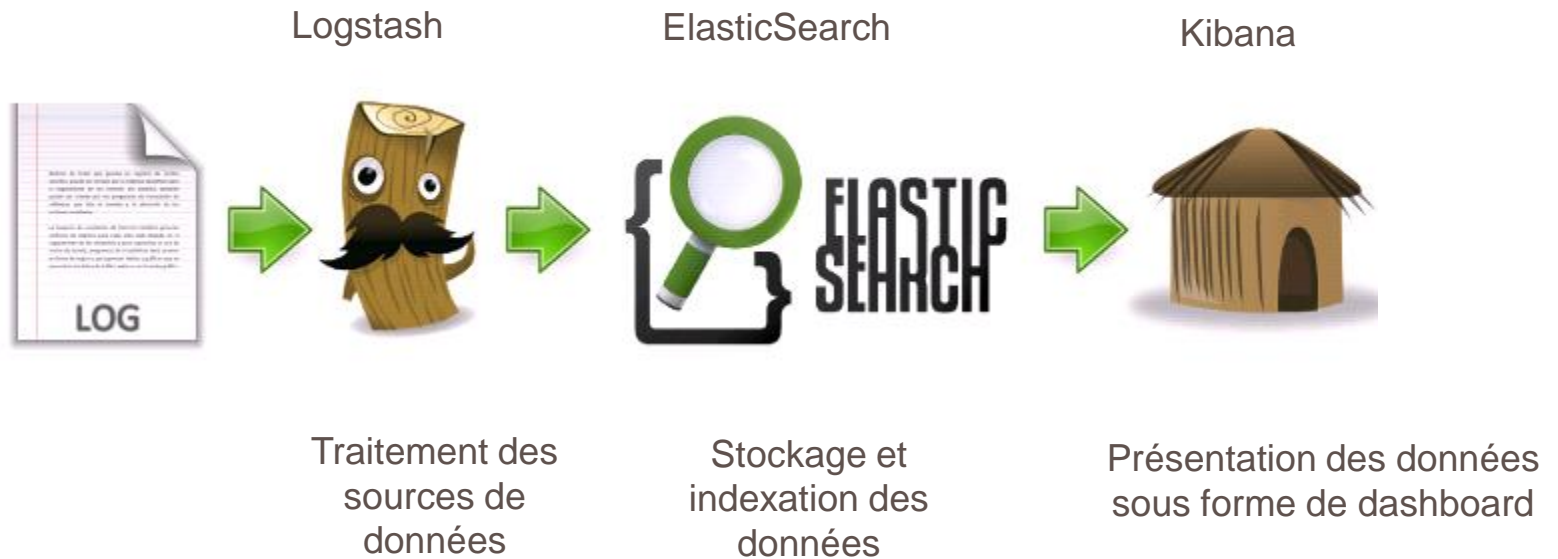 Logstash
ElasticSearch
Kibana
LOG
ELASTIC
SEARCH
Traitement des
sources de
données
Stockage et
indexation des
données
Présentation des données
sous forme de dashboard